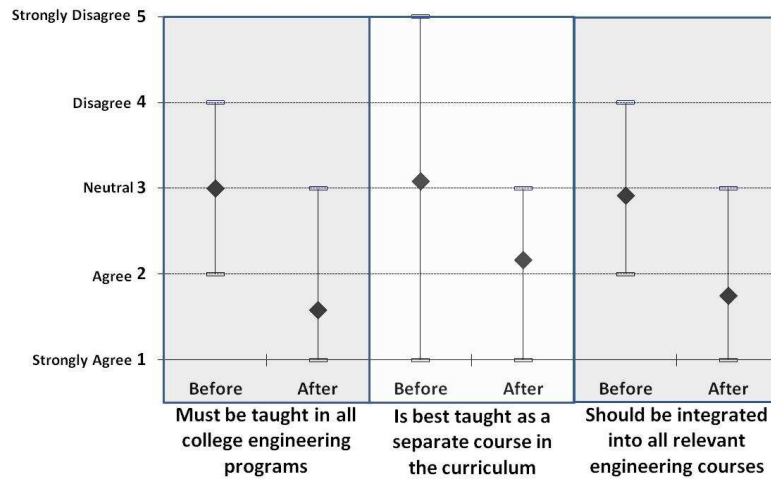 Strongly Disagree 5
Disagree 4
Neutral 3
Agree 2
Strongly Agree 1
Before After Before After Before After
Must be taught in all
college engineering
programs
Is best taught as a
separate course in
the curriculum
Should be integrated
into all relevant
engineering courses